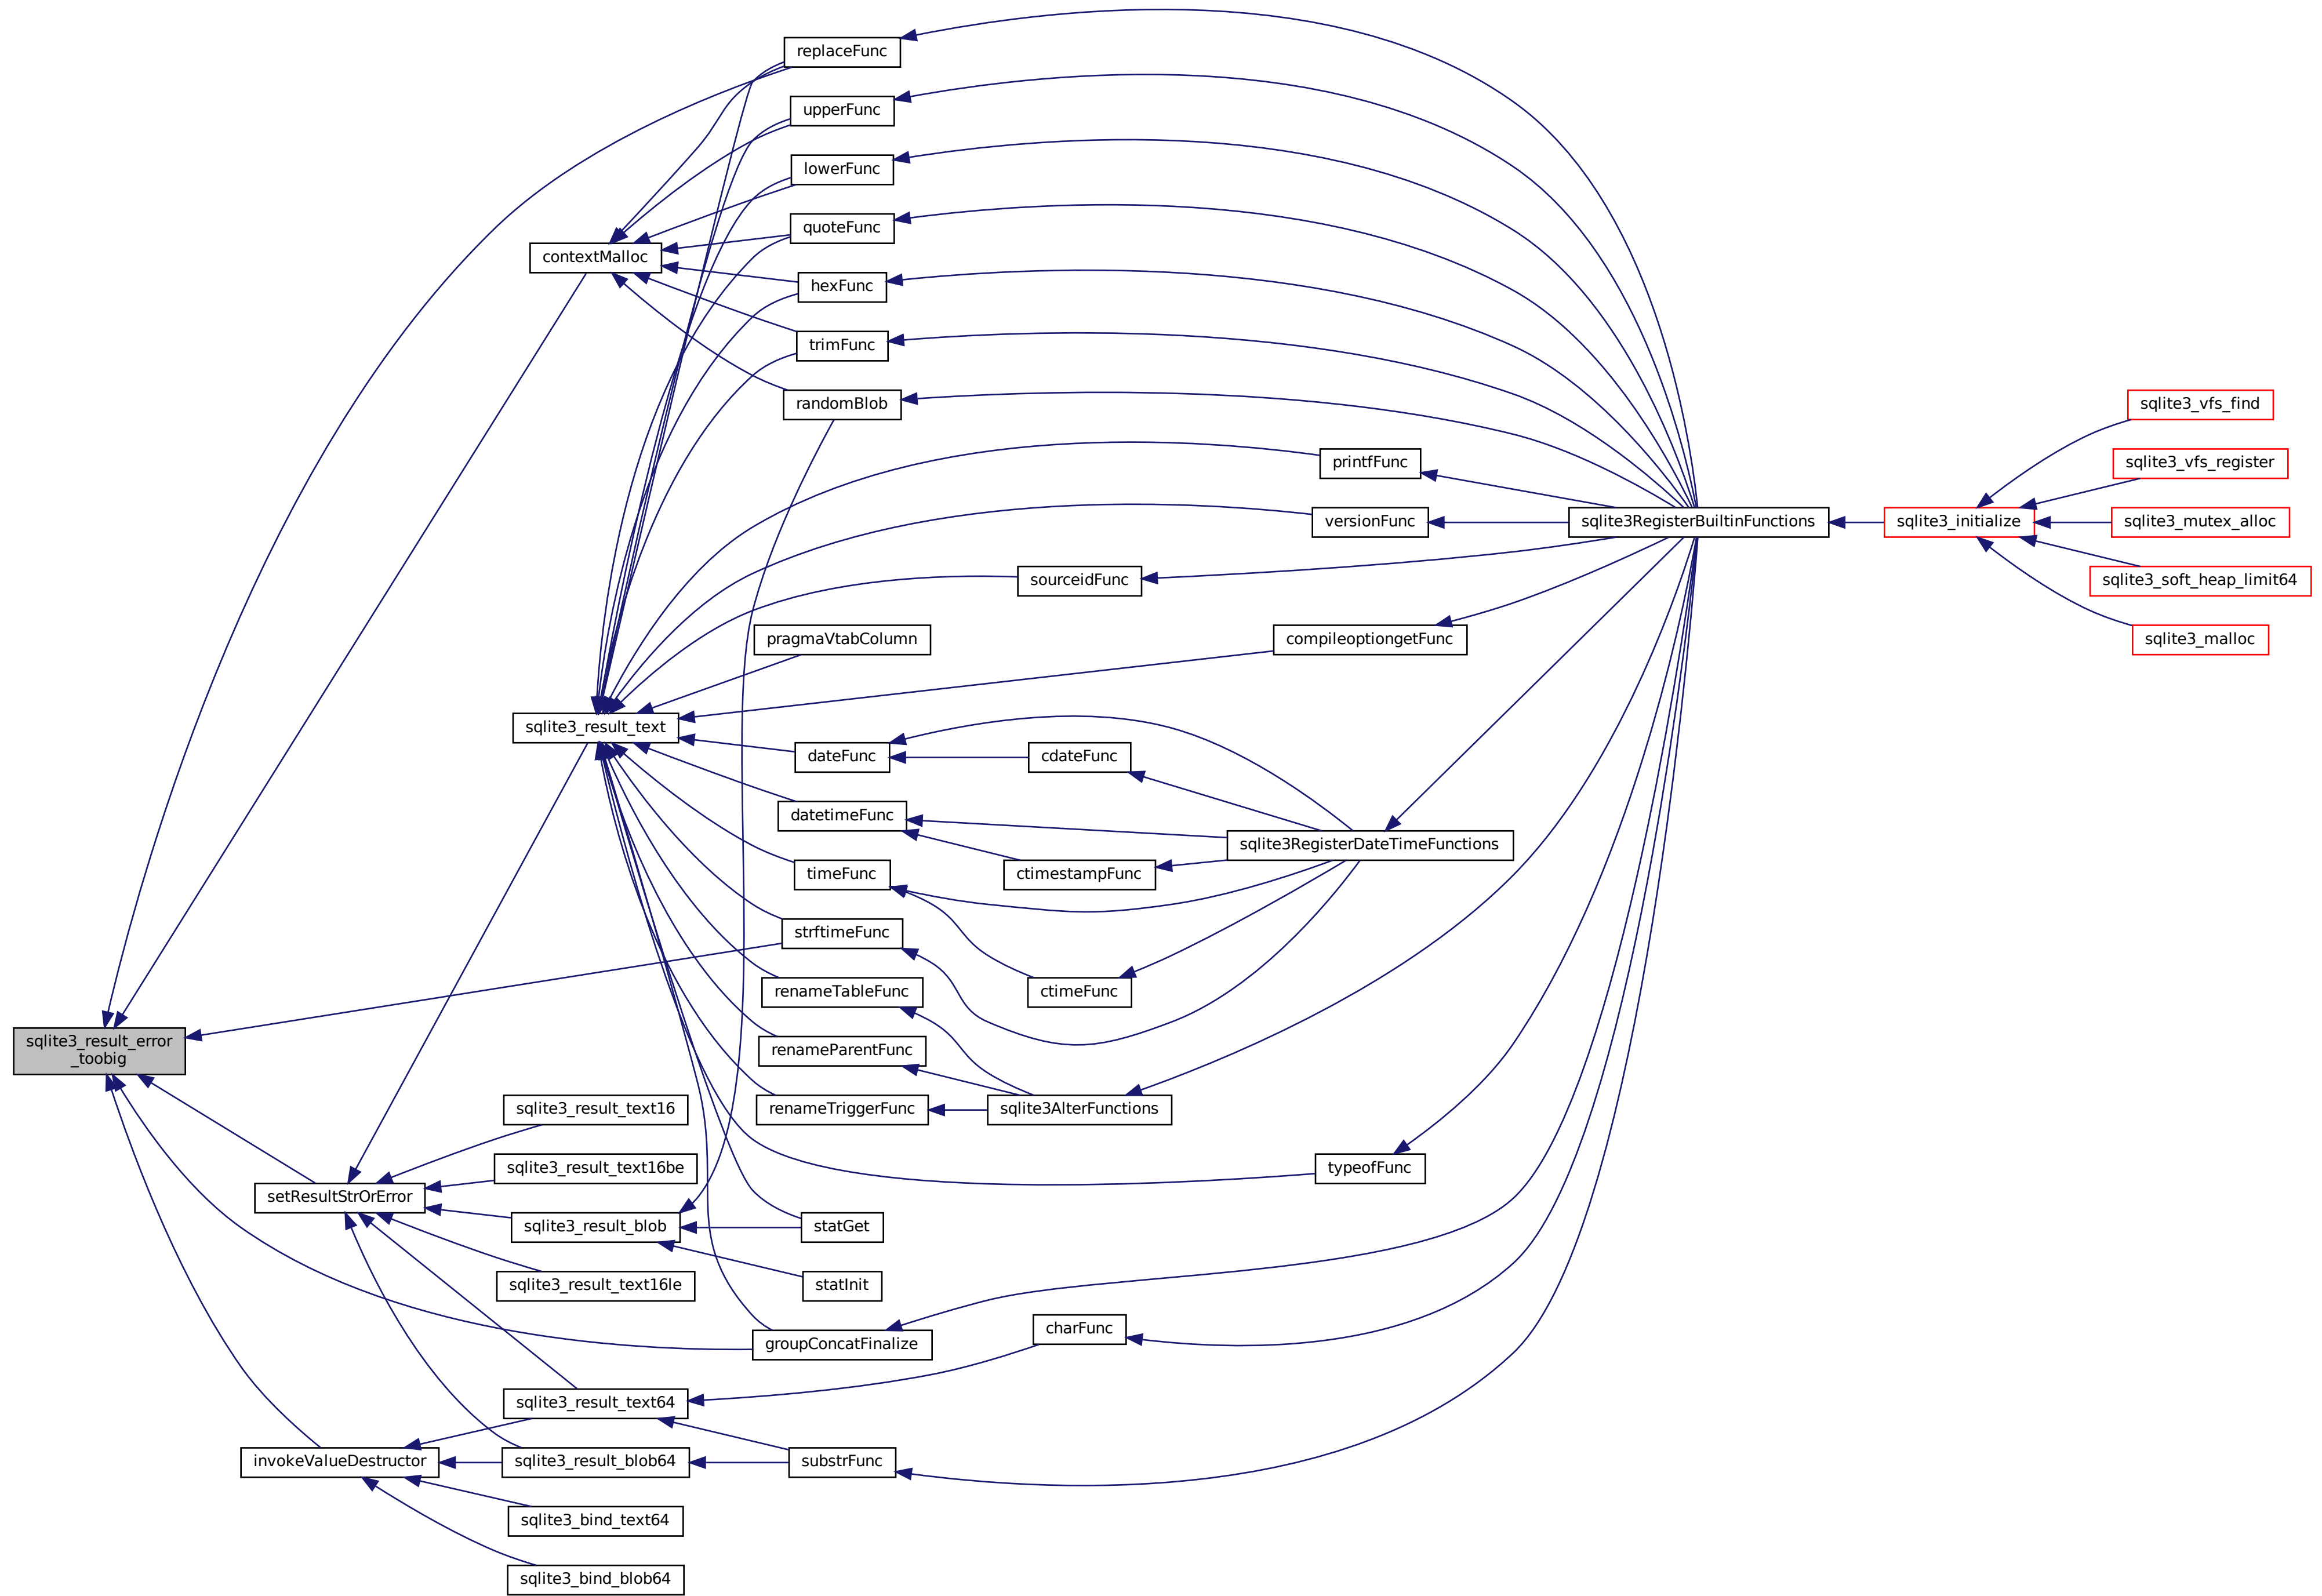 replaceFunc
upperFunc
lowerFunc
quoteFunc
contextMalloc
hexFunc
trimFunc
randomBlob
sqlite3_vfs_find
printfFunc
sqlite3_vfs_register
versionFunc
sqlite3RegisterBuiltinFunctions
sqlite3_initialize
sqlite3_mutex_alloc
sourceidFunc
sqlite3_soft_heap_limit64
pragmaVtabColumn
compileoptiongetFunc
sqlite3_malloc
sqlite3_result_text
dateFunc
cdateFunc
datetimeFunc
sqlite3RegisterDateTimeFunctions
timeFunc
ctimestampFunc
strftimeFunc
renameTableFunc
ctimeFunc
sqlite3_result_error
_toobig
renameParentFunc
sqlite3_result_text16
renameTriggerFunc
sqlite3AlterFunctions
sqlite3_result_text16be
typeofFunc
setResultStrOrError
sqlite3_result_blob
statGet
sqlite3_result_text16le
statInit
charFunc
groupConcatFinalize
sqlite3_result_text64
invokeValueDestructor
sqlite3_result_blob64
substrFunc
sqlite3_bind_text64
sqlite3_bind_blob64